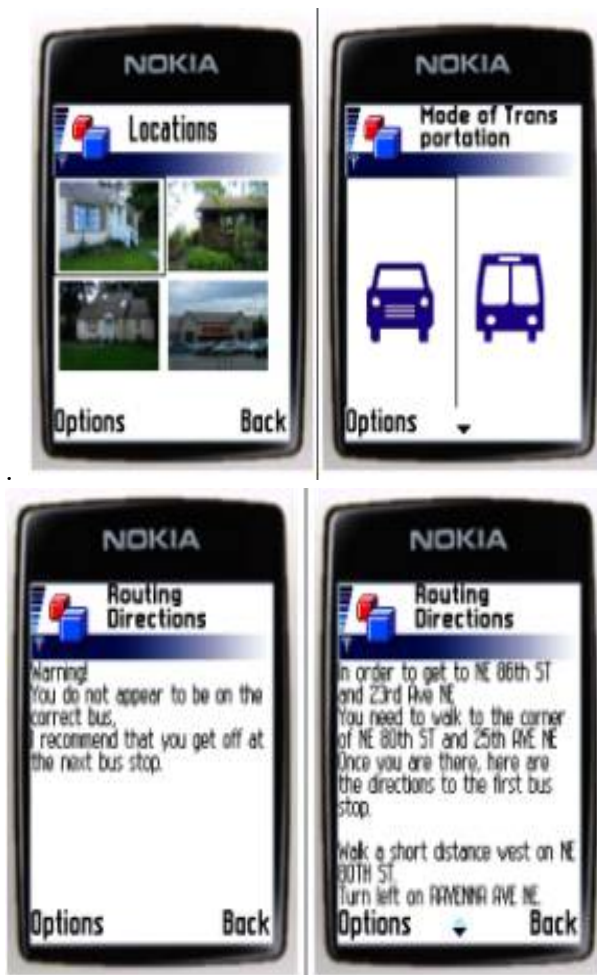 NOKIA
Locations
Options Back
NOKIA
Mode of Trans
portation
Options
.
NOKIA
Routing
Directions
Warning!
You do not appear to be on the
correct bus,
I recommend that you get off at
the next bus stop.
Options Back
NOKIA
Routing
Directions
In order to get to NE 86th ST
and 23rd Ave NE
You need to walk to the corner
of NE 80th ST and 25th AVE NE
Once you are there, here are
the directions to the first bus
stop.
Walk a short distance west on NE
80TH ST.
Turn left on RAVENNA AVE NE.
Options Back